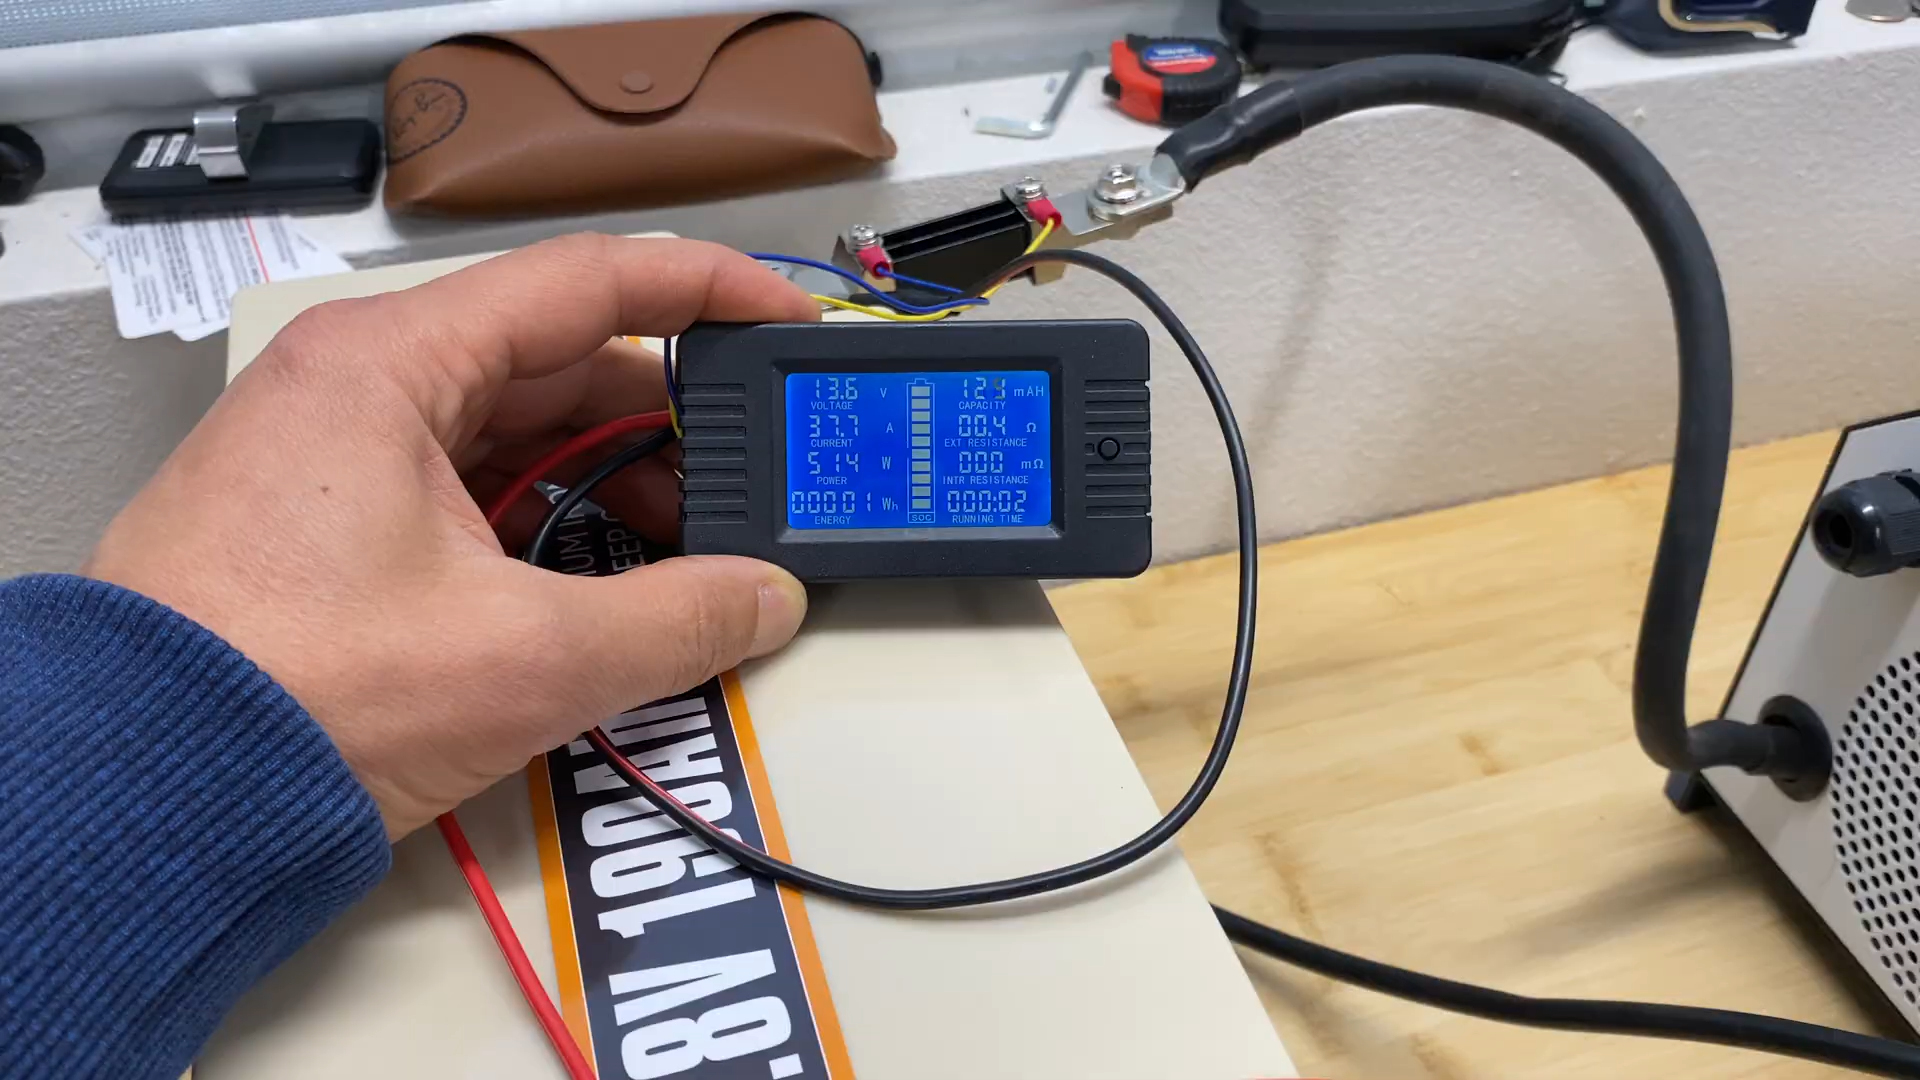 13.6 V
VOLTAGE
37.7 A
CURRENT
514 W
POWER
00001 Wh
ENERGY
SOC
mAH
CAPACITY
00.4 Ω
EXT RESISTANCE
000 mΩ
INTR RESISTANCE
000:02
RUNNING TIME
8V 190AH